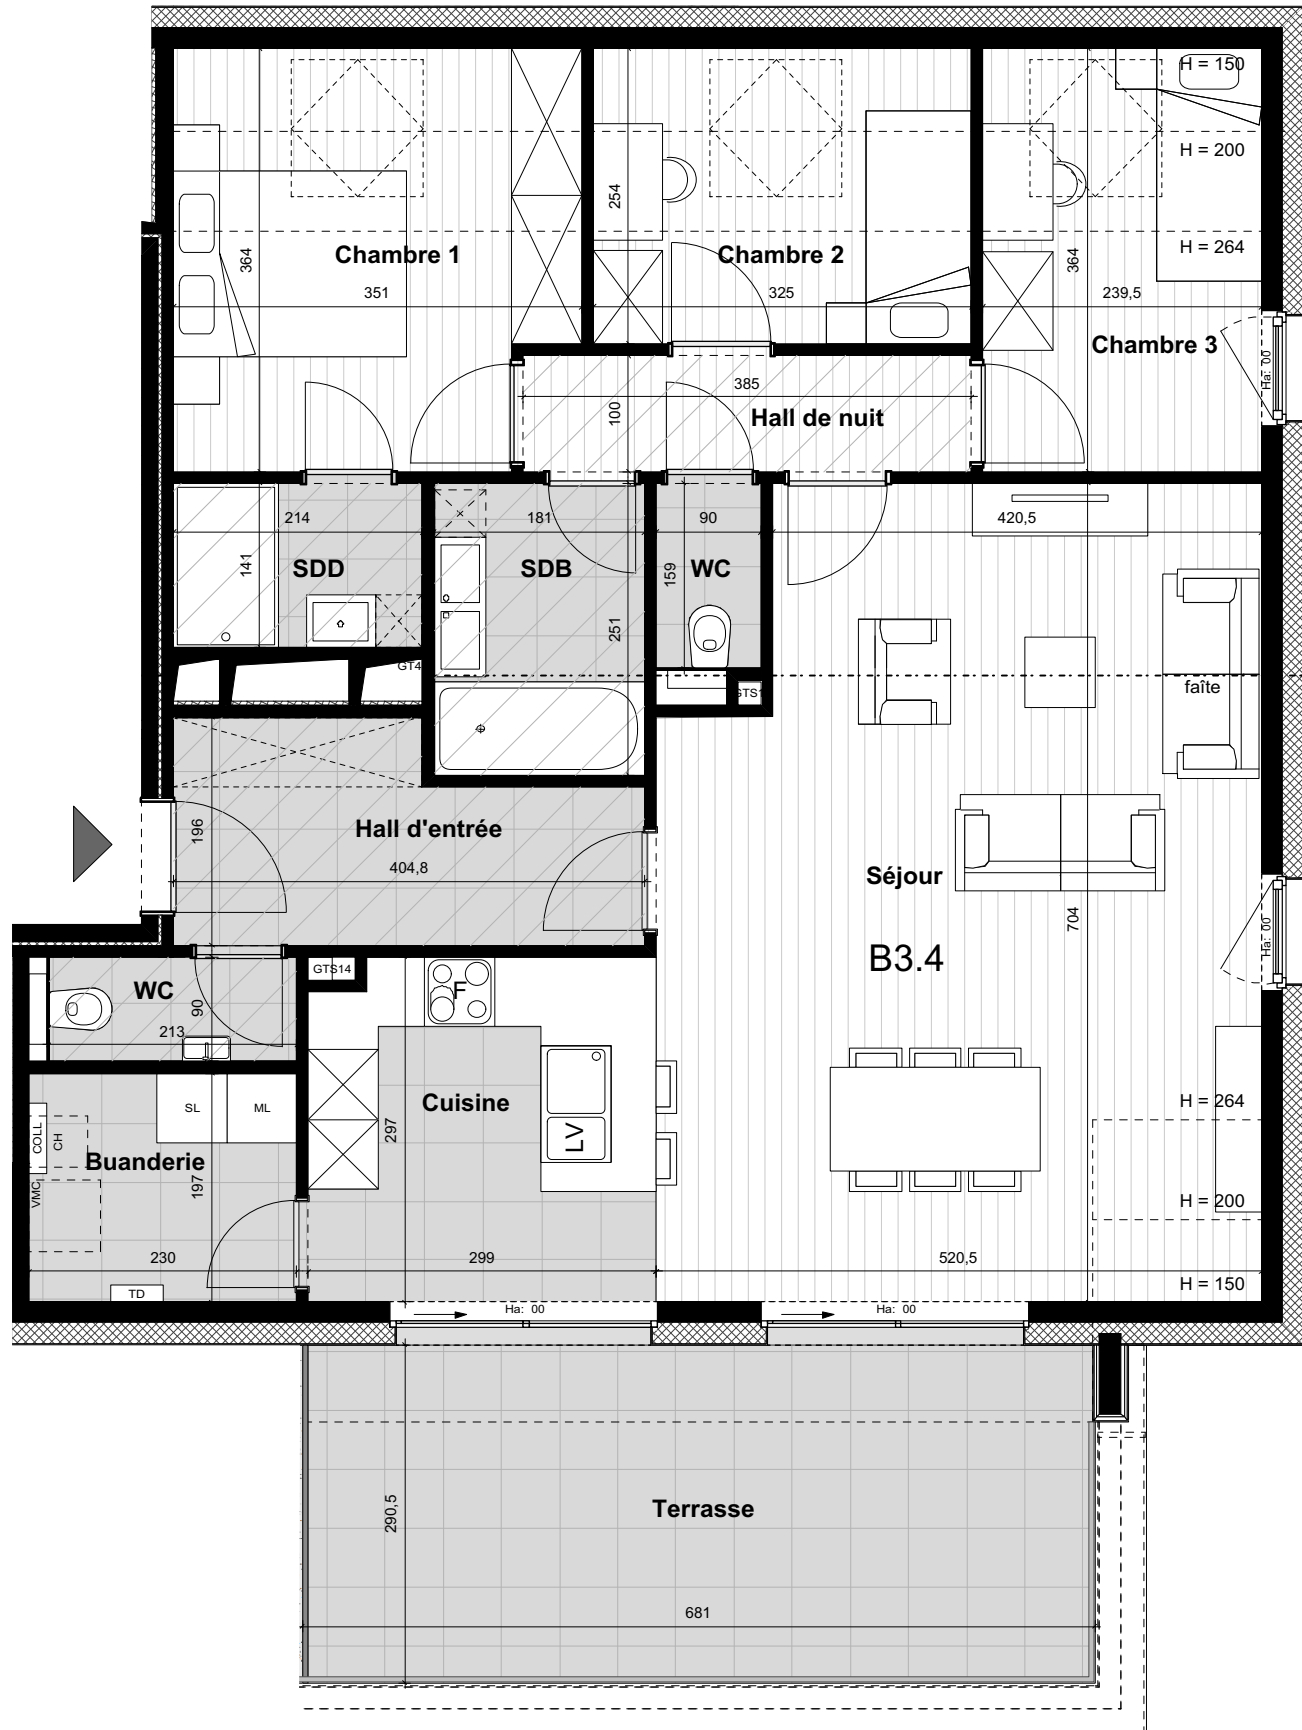 H = 150
H = 200
254
Chambre 1
Chambre 2
H = 264
364
364
351
325
239,5
Chambre 3
Ha: 00
385
100
Hall de nuit
214
181
90
420,5
141
SDD
SDB
159
WC
251
GT4
GTS1
faîte
196
Hall d'entrée
404,8
Séjour
704
Ha: 00
B3.4
GTS14
WC
F
90
213
SL
ML
Cuisine
H = 264
COLL
CH
297
LV
Buanderie
VMC
197
H = 200
230
299
520,5
TD
H = 150
Ha: 00
Ha: 00
290,5
Terrasse
681